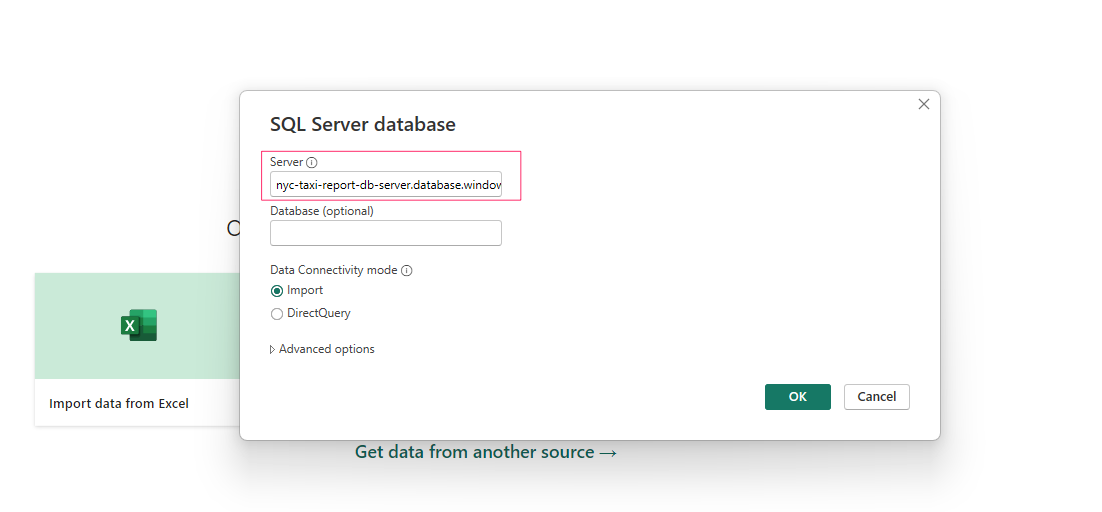 SQL Server database
Server
nyc-taxi-report-db-server.database.window
Database (optional)
Data Connectivity mode
Import
DirectQuery
Advanced options
OK
Cancel
Import data from Excel
Get data from another source →